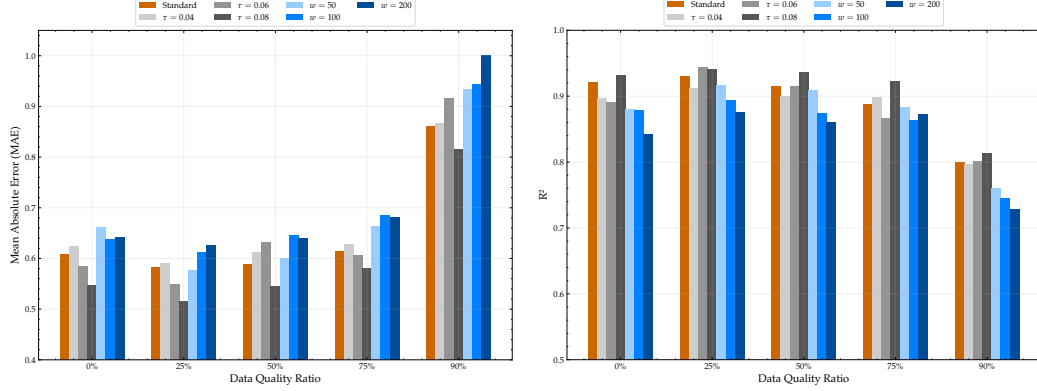 Standard τ = 0.06 w = 50 w = 200
τ = 0.04 τ = 0.08 w = 100
1.0
0.9
0.8
0.7
0.6
0.5
0.4
Mean Absolute Error (MAE)
0% 25% 50% 75% 90%
Data Quality Ratio
Standard τ = 0.06 w = 50 w = 200
τ = 0.04 τ = 0.08 w = 100
1.0
0.9
0.8
0.7
0.6
0.5
R²
0% 25% 50% 75% 90%
Data Quality Ratio